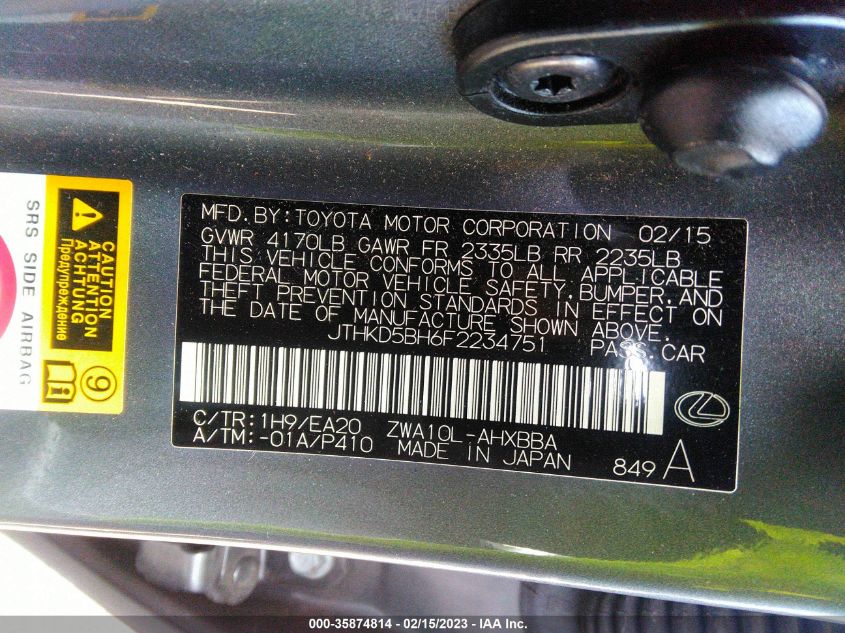 MFD.BY:TOYOTA MOTOR CORPORATION 02/15
GVWR 4170LB GAWR FR 2335LB RR 2235LB
THIS VEHICLE CONFORMS TO ALL APPLICABLE
FEDERAL MOTOR VEHICLE SAFETY,BUMPER,AND
THEFT PREVENTION STANDARDS IN EFFECT ON
THE DATE OF MANUFACTURE SHOWN ABOVE.
JTHKD5BH6F2234751 PASS.CAR
C/TR:1H9/EA20 ZWA10L-AHXBBA
A/TM:-01A/P410 MADE IN JAPAN 849 A
SRS SIDE AIRBAG
CAUTION
ATTENTION
ACHTUNG
Предупреждение
i
9
000-35874814 / 02/15/2023 - IAA Inc.